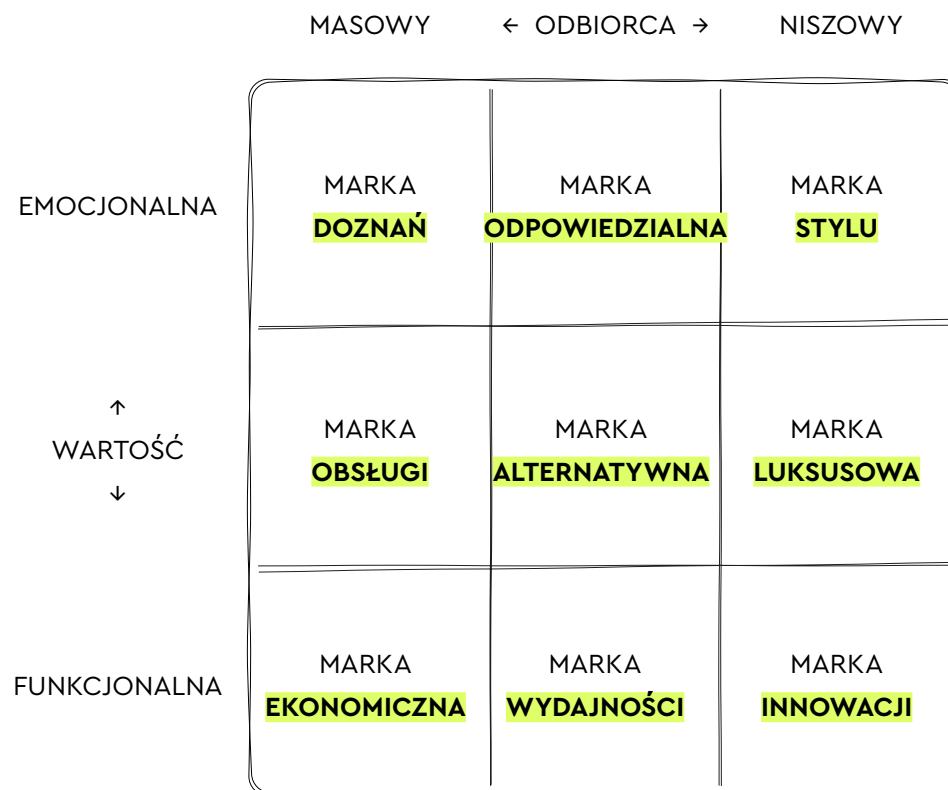 MASOWY ← ODBIORCA → NISZOWY
EMOCJONALNA
MARKA DOZNAŃ
MARKA ODPOWIEDZIALNA
MARKA STYLU
↑
WARTOŚĆ
↓
MARKA OBSŁUGI
MARKA ALTERNATYWNA
MARKA LUKSUSOWA
FUNKCJONALNA
MARKA EKONOMICZNA
MARKA WYDAJNOŚCI
MARKA INNOWACJI